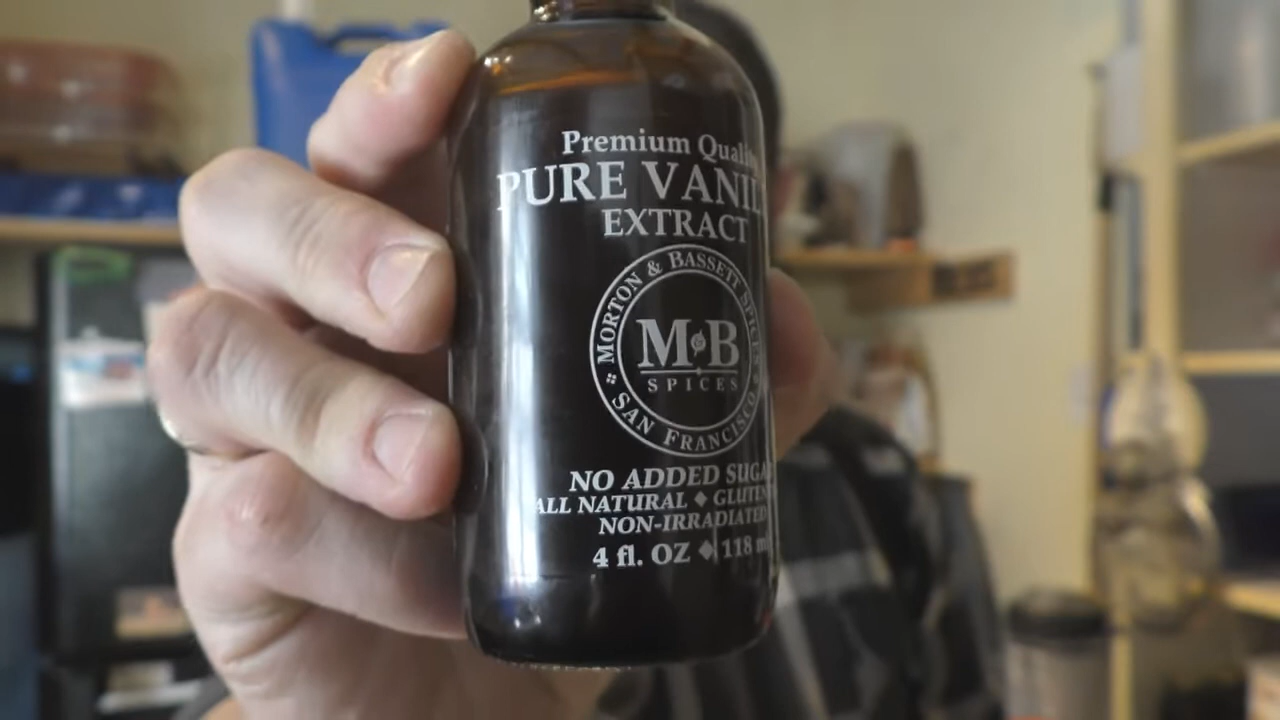 Premium Quali
PURE VANIL
EXTRACT
MORTON & BASSETT SPICES
M B
SPICES
SAN FRANCISCO
NO ADDED SUGA
ALL NATURAL ◆ GLUTEN
NON-IRRADIATED
4 fl. OZ ◆ 118 m